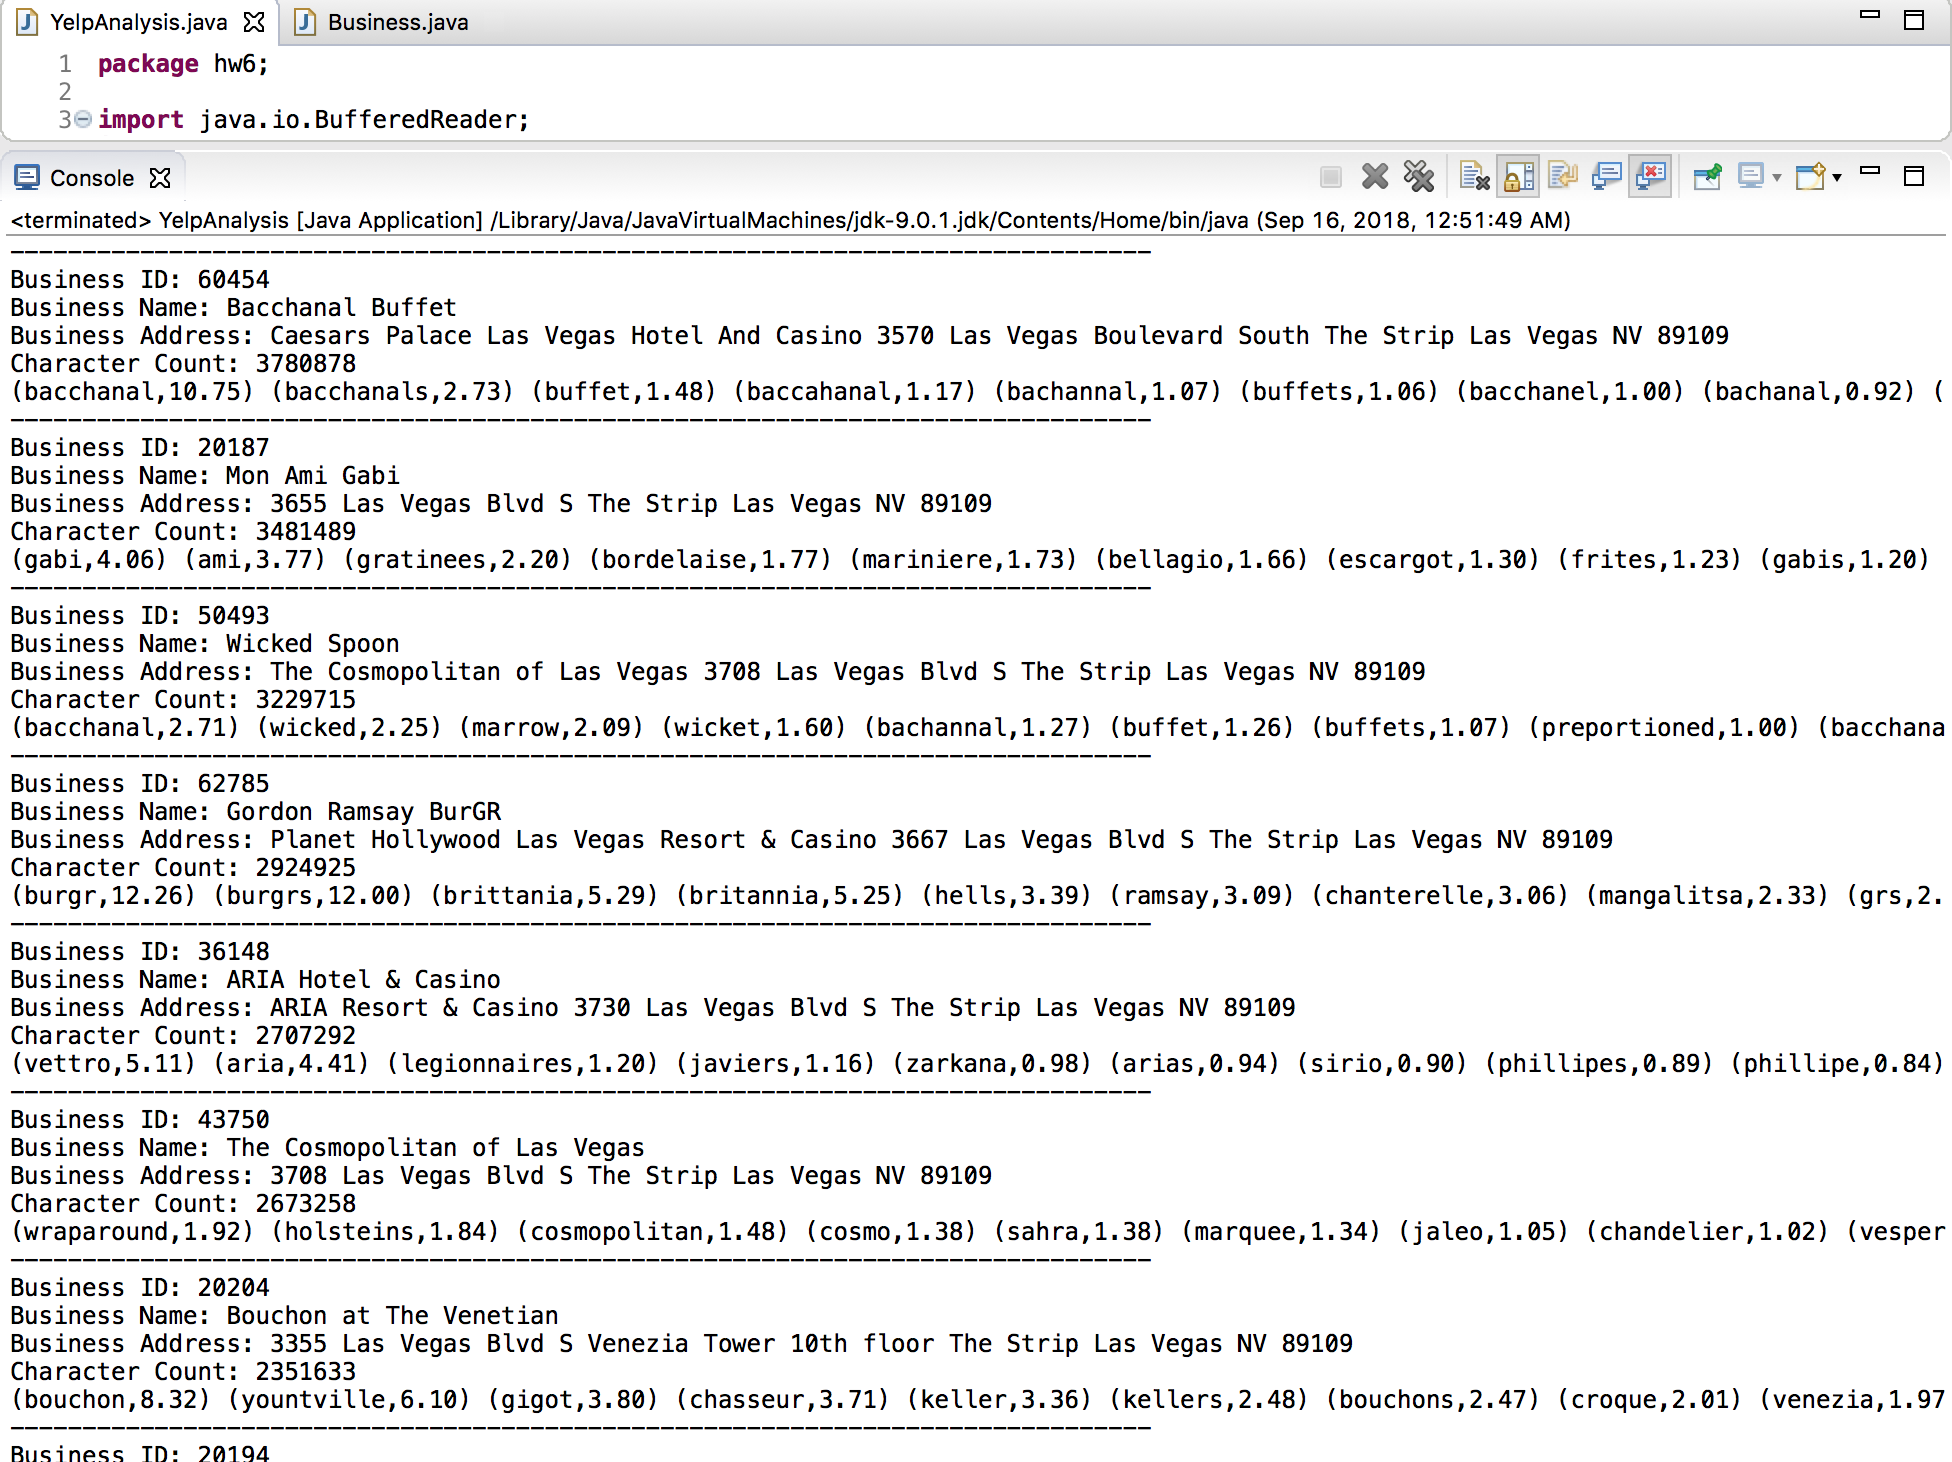 YelpAnalysis.java Business.java
1 package hw6;
2
3 import java.io.BufferedReader;
Console
<terminated> YelpAnalysis [Java Application] /Library/Java/JavaVirtualMachines/jdk-9.0.1.jdk/Contents/Home/bin/java (Sep 16, 2018, 12:51:49 AM)
-------------------------------------------------------------------------------
Business ID: 60454
Business Name: Bacchanal Buffet
Business Address: Caesars Palace Las Vegas Hotel And Casino 3570 Las Vegas Boulevard South The Strip Las Vegas NV 89109
Character Count: 3780878
(bacchanal,10.75) (bacchanals,2.73) (buffet,1.48) (baccahanal,1.17) (bachannal,1.07) (buffets,1.06) (bacchanel,1.00) (bachanal,0.92) (
-------------------------------------------------------------------------------
Business ID: 20187
Business Name: Mon Ami Gabi
Business Address: 3655 Las Vegas Blvd S The Strip Las Vegas NV 89109
Character Count: 3481489
(gabi,4.06) (ami,3.77) (gratinees,2.20) (bordelaise,1.77) (mariniere,1.73) (bellagio,1.66) (escargot,1.30) (frites,1.23) (gabis,1.20)
-------------------------------------------------------------------------------
Business ID: 50493
Business Name: Wicked Spoon
Business Address: The Cosmopolitan of Las Vegas 3708 Las Vegas Blvd S The Strip Las Vegas NV 89109
Character Count: 3229715
(bacchanal,2.71) (wicked,2.25) (marrow,2.09) (wicket,1.60) (bachannal,1.27) (buffet,1.26) (buffets,1.07) (preportioned,1.00) (bacchana
-------------------------------------------------------------------------------
Business ID: 62785
Business Name: Gordon Ramsay BurGR
Business Address: Planet Hollywood Las Vegas Resort & Casino 3667 Las Vegas Blvd S The Strip Las Vegas NV 89109
Character Count: 2924925
(burgr,12.26) (burgrs,12.00) (brittania,5.29) (britannia,5.25) (hells,3.39) (ramsay,3.09) (chanterelle,3.06) (mangalitsa,2.33) (grs,2.
-------------------------------------------------------------------------------
Business ID: 36148
Business Name: ARIA Hotel & Casino
Business Address: ARIA Resort & Casino 3730 Las Vegas Blvd S The Strip Las Vegas NV 89109
Character Count: 2707292
(vettro,5.11) (aria,4.41) (legionnaires,1.20) (javiers,1.16) (zarkana,0.98) (arias,0.94) (sirio,0.90) (phillipes,0.89) (phillipe,0.84)
-------------------------------------------------------------------------------
Business ID: 43750
Business Name: The Cosmopolitan of Las Vegas
Business Address: 3708 Las Vegas Blvd S The Strip Las Vegas NV 89109
Character Count: 2673258
(wraparound,1.92) (holsteins,1.84) (cosmopolitan,1.48) (cosmo,1.38) (sahra,1.38) (marquee,1.34) (jaleo,1.05) (chandelier,1.02) (vesper
-------------------------------------------------------------------------------
Business ID: 20204
Business Name: Bouchon at The Venetian
Business Address: 3355 Las Vegas Blvd S Venezia Tower 10th floor The Strip Las Vegas NV 89109
Character Count: 2351633
(bouchon,8.32) (yountville,6.10) (gigot,3.80) (chasseur,3.71) (keller,3.36) (kellers,2.48) (bouchons,2.47) (croque,2.01) (venezia,1.97
-------------------------------------------------------------------------------
Business ID: 20194